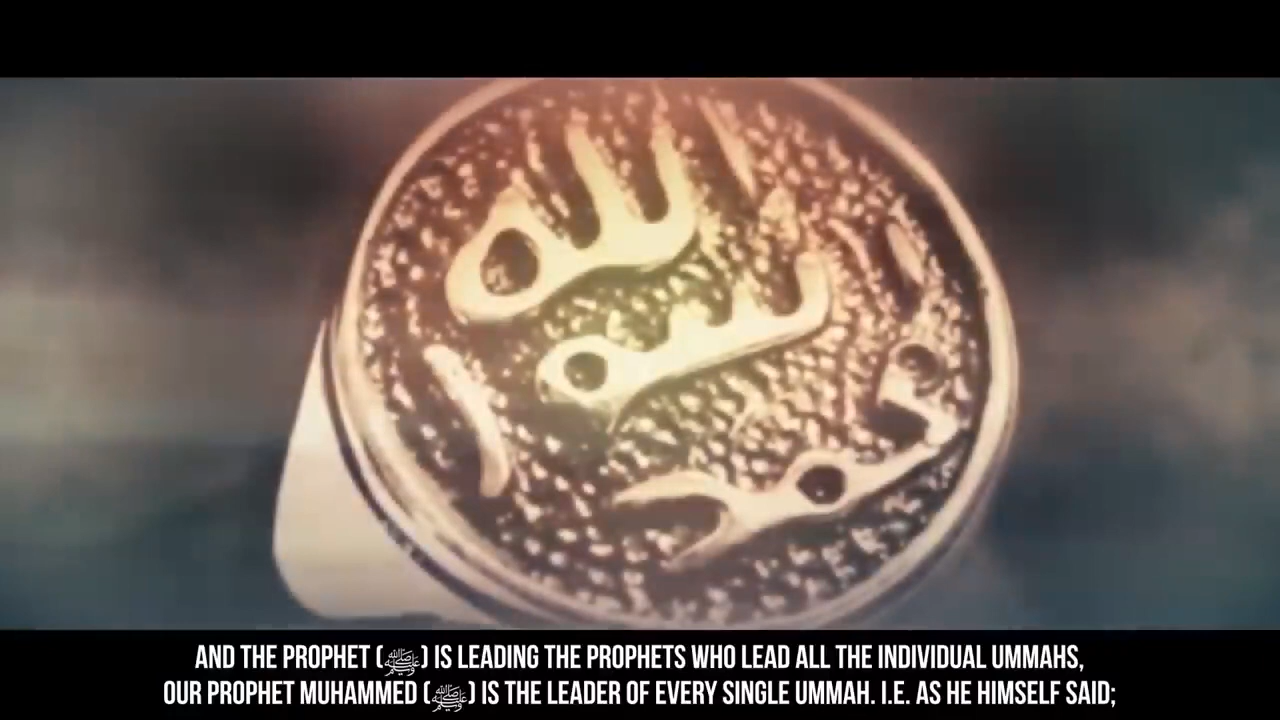 الله
رسول
محمد
AND THE PROPHET (ﷺ) IS LEADING THE PROPHETS WHO LEAD ALL THE INDIVIDUAL UMMAHS,
OUR PROPHET MUHAMMED (ﷺ) IS THE LEADER OF EVERY SINGLE UMMAH. I.E. AS HE HIMSELF SAID;